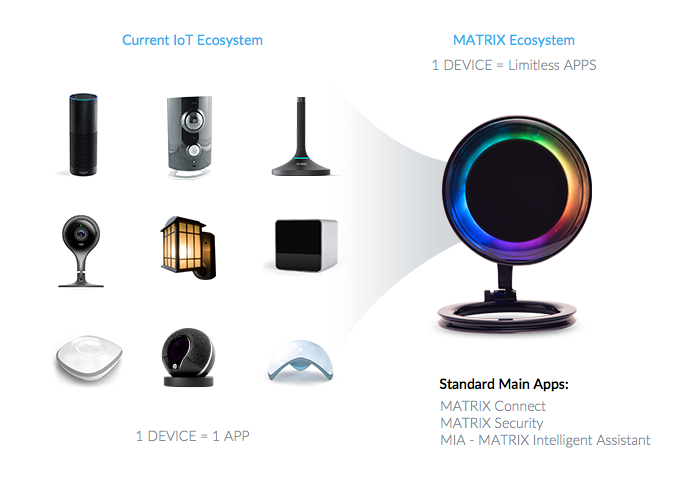 Current IoT Ecosystem
MATRIX Ecosystem
1 DEVICE = Limitless APPS
1 DEVICE = 1 APP
Standard Main Apps:
MATRIX Connect
MATRIX Security
MIA - MATRIX Intelligent Assistant